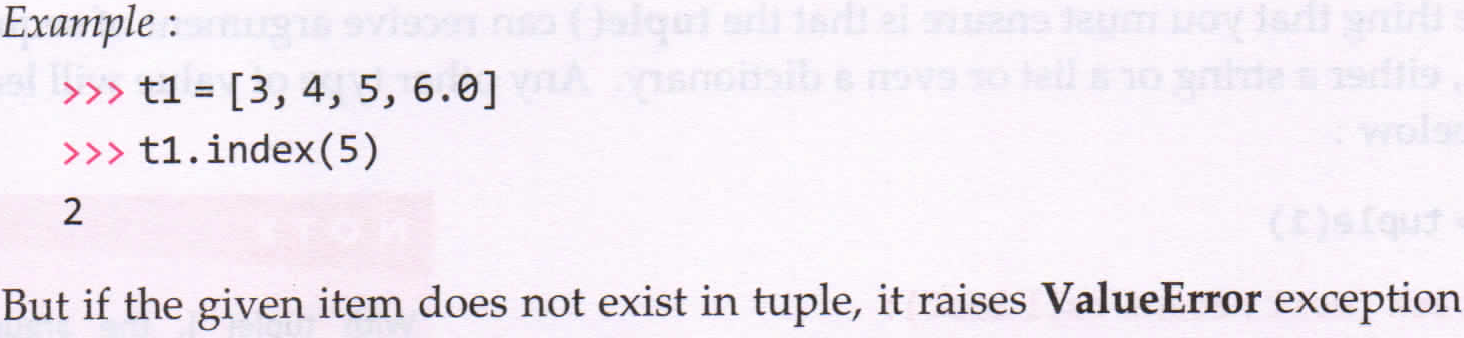 Example :
>>> t1 = [3, 4, 5, 6.0]
>>> t1.index(5)
2
But if the given item does not exist in tuple, it raises ValueError exception